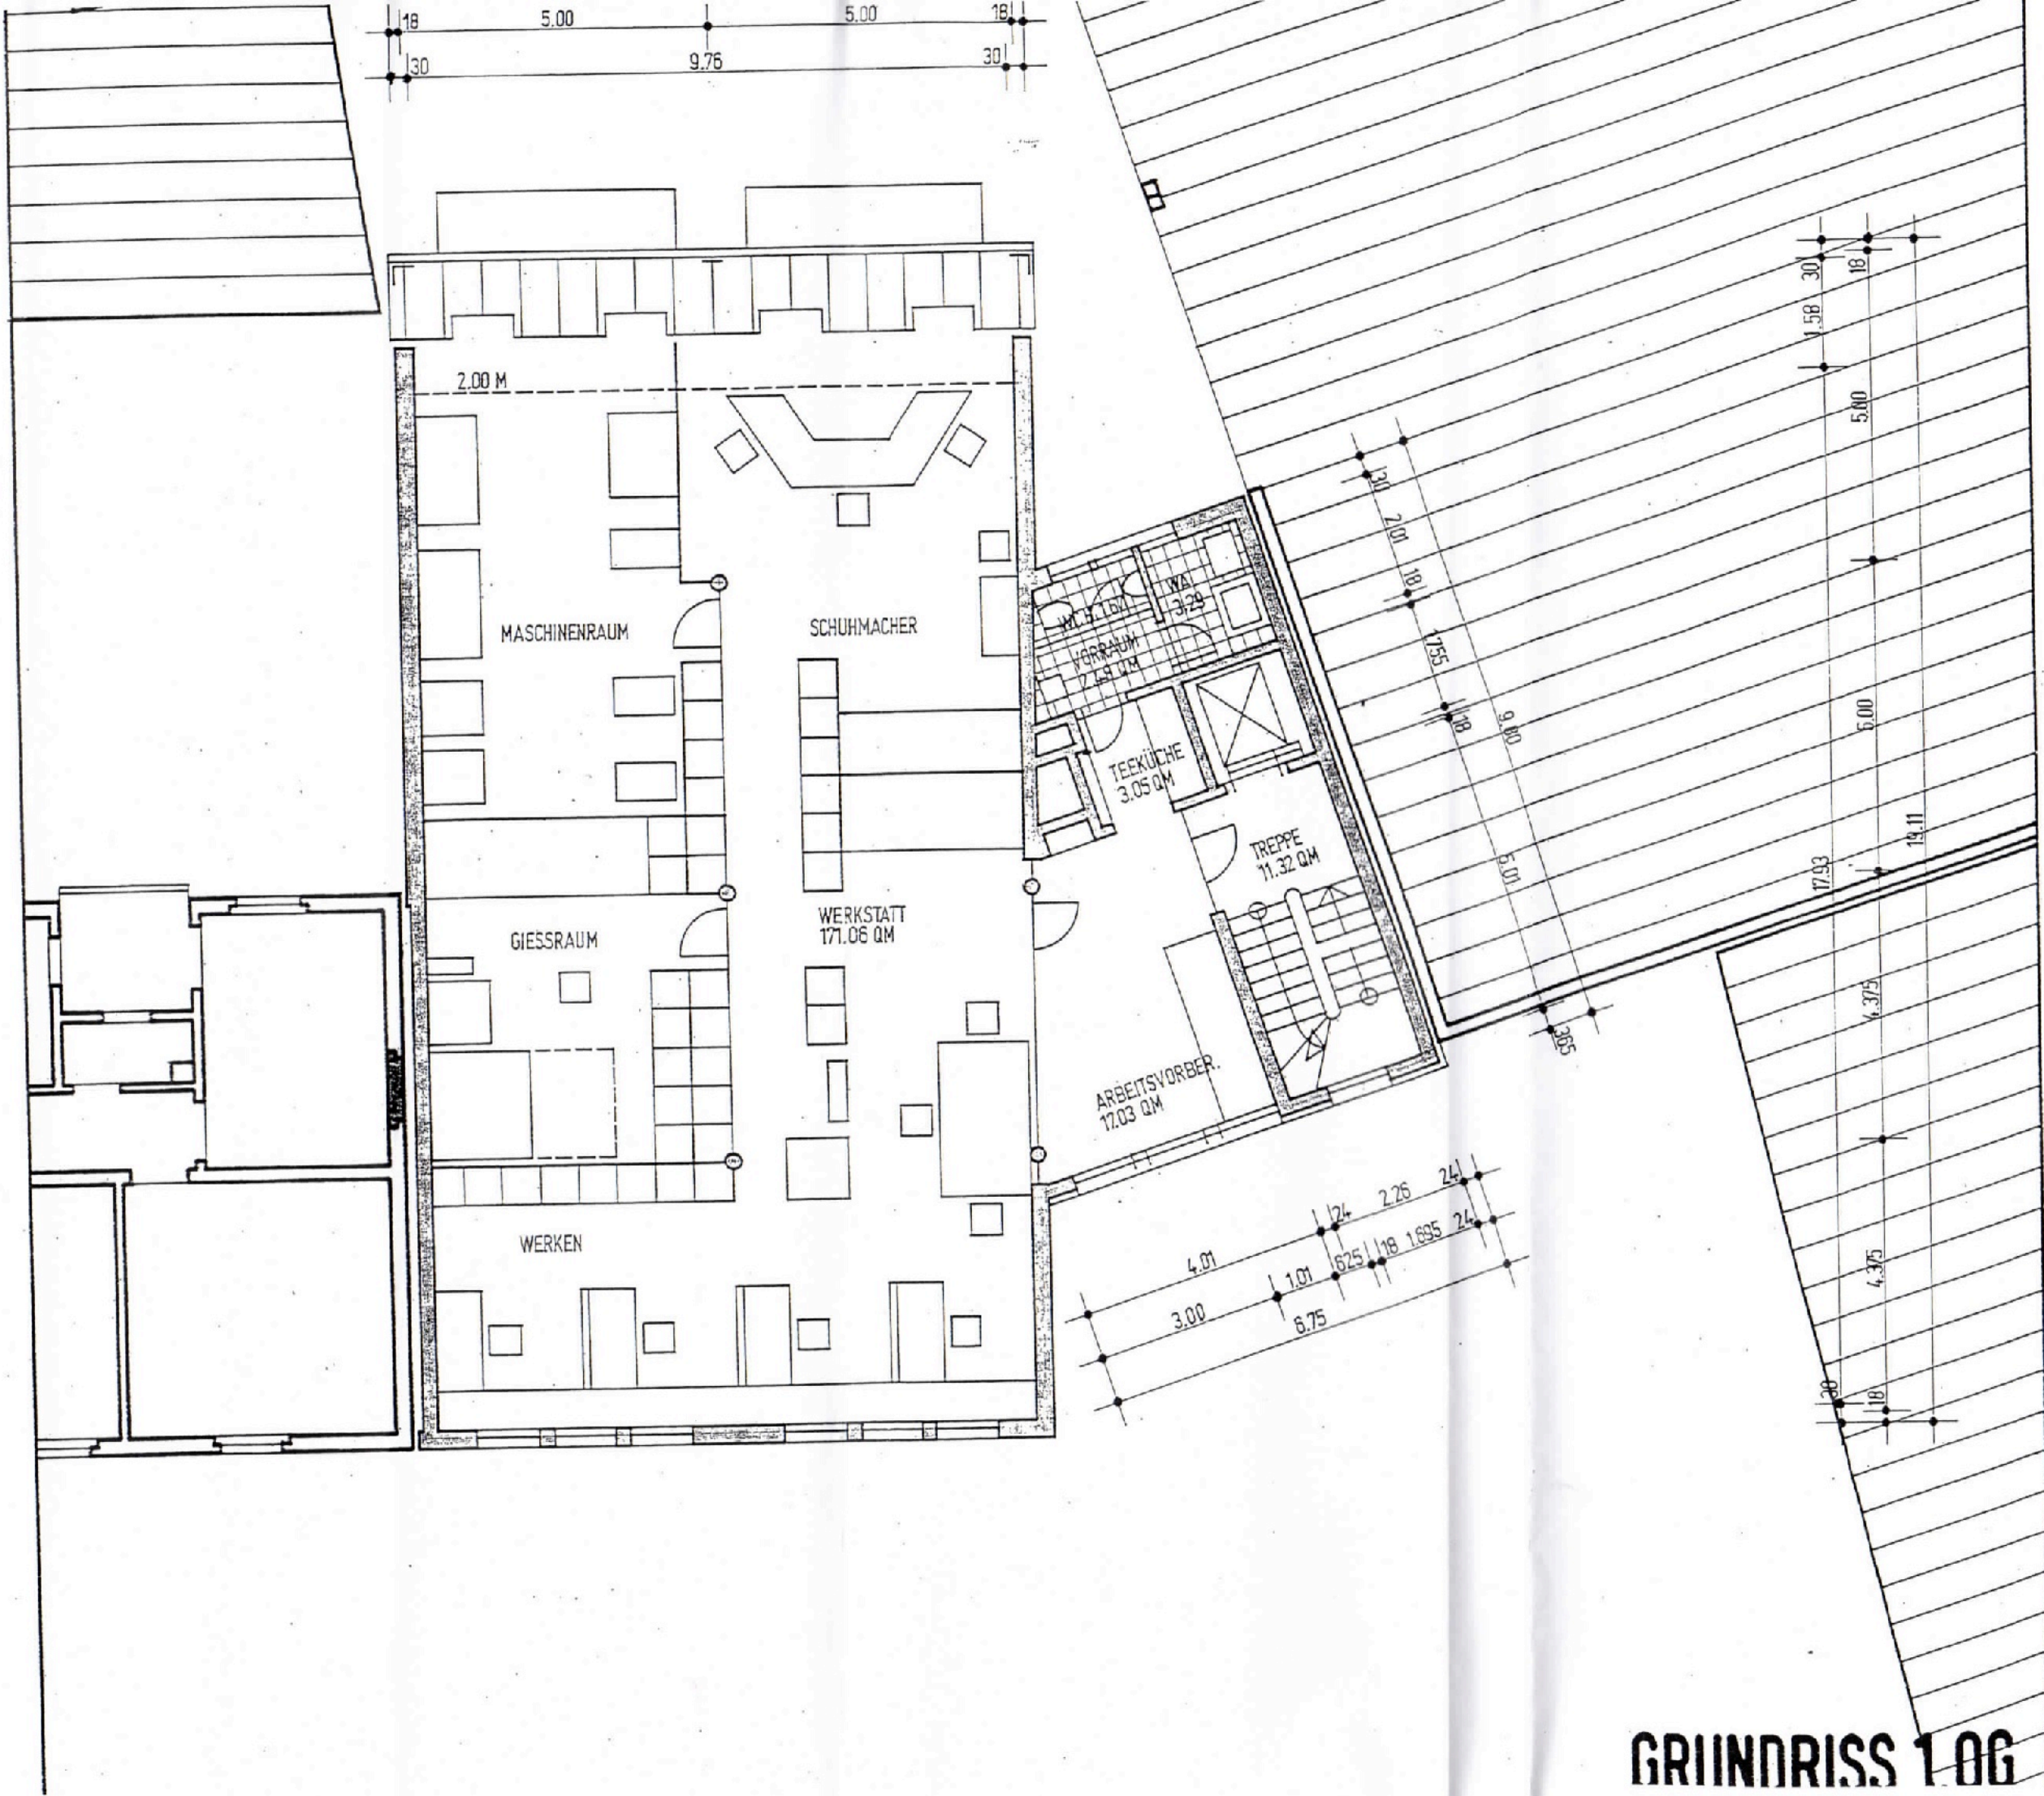 18 5.00 5.00 18
30 9.76 30
2.00 M
MASCHINENRAUM
SCHUHMACHER
WA
3.29
VORRAUM
TEEKÜCHE
3.05 QM
TREPPE
11.32 QM
GIESSRAUM
WERKSTATT
171.06 QM
ARBEITSVORBER.
17.03 QM
WERKEN
30
2.01
18
1.755
18
5.01
365
9.80
30
1.58
17.93
30
18
5.00
5.00
4.375
4.375
18
19.11
4.01 24 2.26 24
3.00 1.01 625 18 1.695 24
6.75
GRUNDRISS 1.OG